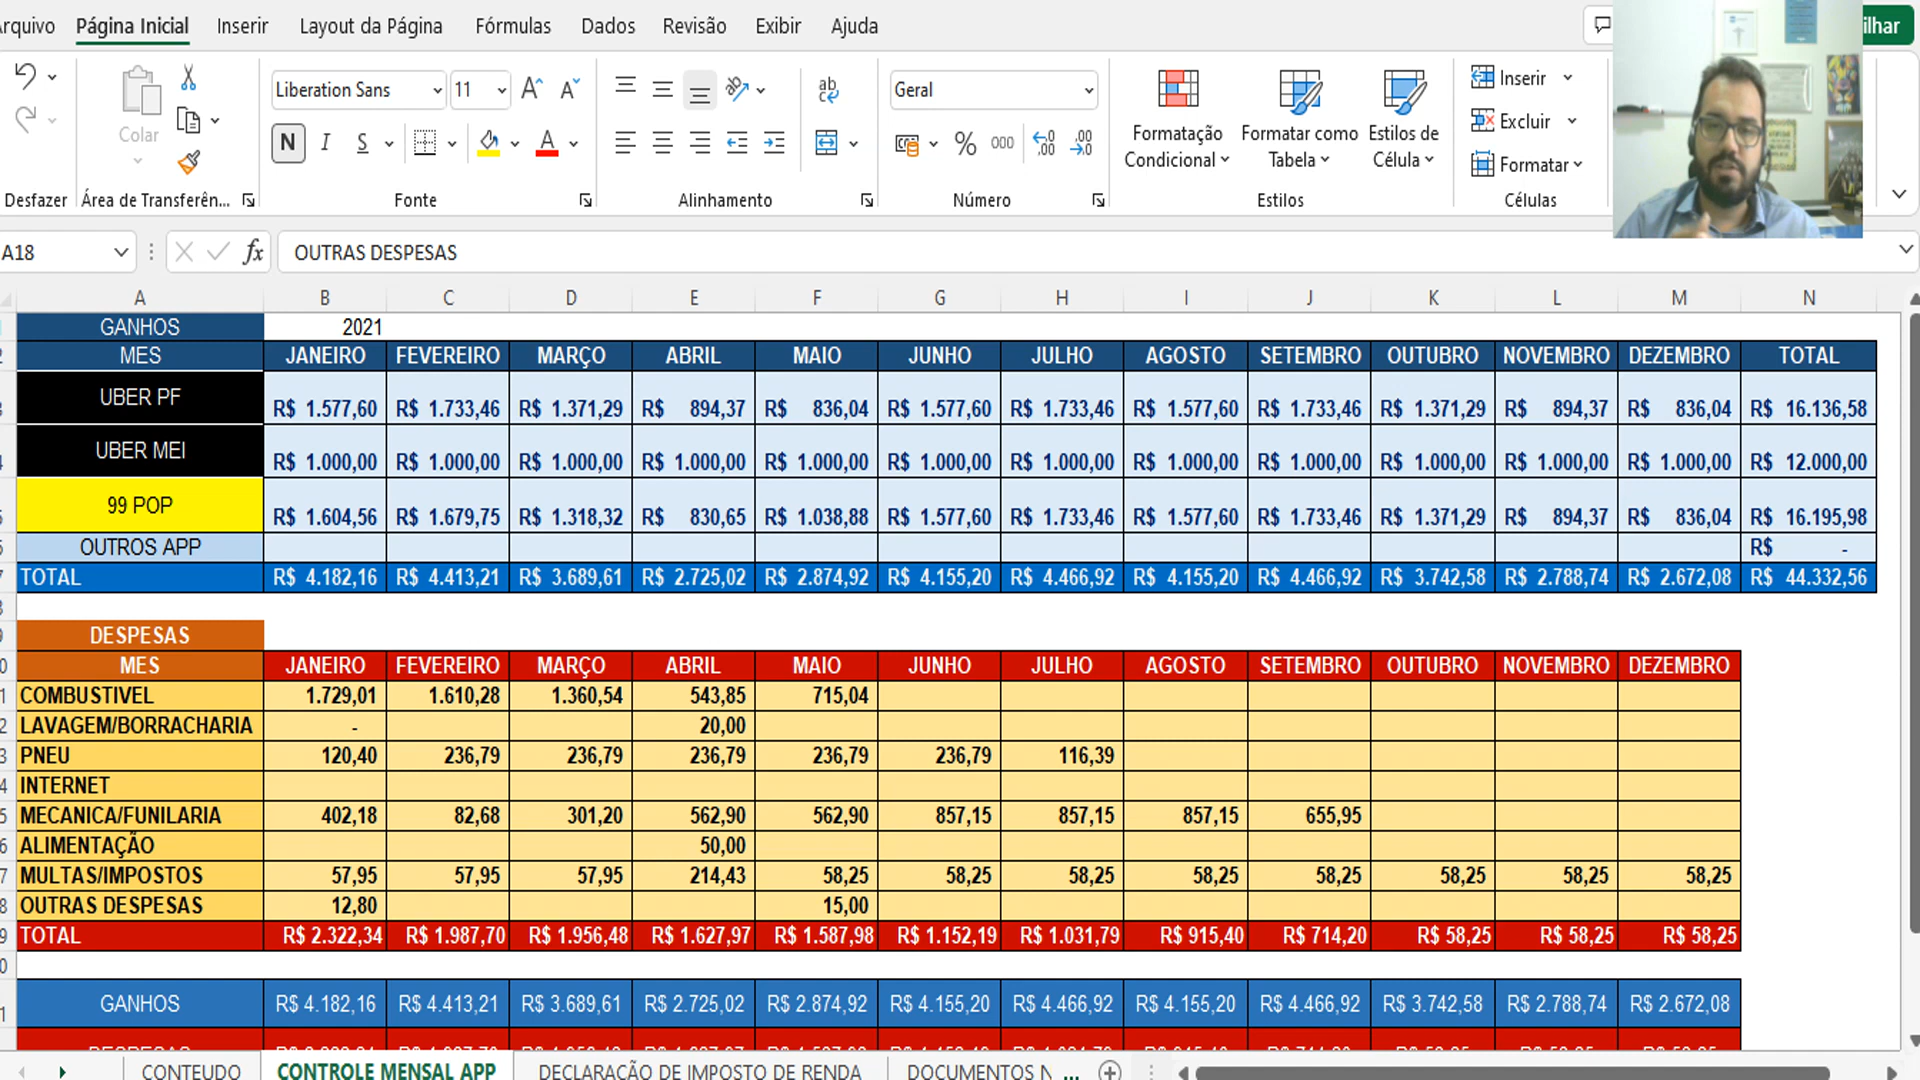 rquivo Página Inicial Inserir Layout da Página Fórmulas Dados Revisão Exibir Ajuda ilhar
Liberation Sans 11 Geral Inserir
Colar N I S % 000 Formatação Condicional Formatar como Tabela Estilos de Célula Excluir
Formatar
Desfazer Área de Transferên... Fonte Alinhamento Número Estilos Células
A18 fx OUTRAS DESPESAS
A B C D E F G H I J K L M N
GANHOS 2021
MES JANEIRO FEVEREIRO MARÇO ABRIL MAIO JUNHO JULHO AGOSTO SETEMBRO OUTUBRO NOVEMBRO DEZEMBRO TOTAL
UBER PF R$ 1.577,60 R$ 1.733,46 R$ 1.371,29 R$ 894,37 R$ 836,04 R$ 1.577,60 R$ 1.733,46 R$ 1.577,60 R$ 1.733,46 R$ 1.371,29 R$ 894,37 R$ 836,04 R$ 16.136,58
UBER MEI R$ 1.000,00 R$ 1.000,00 R$ 1.000,00 R$ 1.000,00 R$ 1.000,00 R$ 1.000,00 R$ 1.000,00 R$ 1.000,00 R$ 1.000,00 R$ 1.000,00 R$ 1.000,00 R$ 1.000,00 R$ 12.000,00
99 POP R$ 1.604,56 R$ 1.679,75 R$ 1.318,32 R$ 830,65 R$ 1.038,88 R$ 1.577,60 R$ 1.733,46 R$ 1.577,60 R$ 1.733,46 R$ 1.371,29 R$ 894,37 R$ 836,04 R$ 16.195,98
OUTROS APP R$ -
TOTAL R$ 4.182,16 R$ 4.413,21 R$ 3.689,61 R$ 2.725,02 R$ 2.874,92 R$ 4.155,20 R$ 4.466,92 R$ 4.155,20 R$ 4.466,92 R$ 3.742,58 R$ 2.788,74 R$ 2.672,08 R$ 44.332,56
DESPESAS
MES JANEIRO FEVEREIRO MARÇO ABRIL MAIO JUNHO JULHO AGOSTO SETEMBRO OUTUBRO NOVEMBRO DEZEMBRO
COMBUSTIVEL 1.729,01 1.610,28 1.360,54 543,85 715,04
LAVAGEM/BORRACHARIA - 20,00
PNEU 120,40 236,79 236,79 236,79 236,79 236,79 116,39
INTERNET
MECANICA/FUNILARIA 402,18 82,68 301,20 562,90 562,90 857,15 857,15 857,15 655,95
ALIMENTAÇÃO 50,00
MULTAS/IMPOSTOS 57,95 57,95 57,95 214,43 58,25 58,25 58,25 58,25 58,25 58,25 58,25 58,25
OUTRAS DESPESAS 12,80 15,00
TOTAL R$ 2.322,34 R$ 1.987,70 R$ 1.956,48 R$ 1.627,97 R$ 1.587,98 R$ 1.152,19 R$ 1.031,79 R$ 915,40 R$ 714,20 R$ 58,25 R$ 58,25 R$ 58,25
GANHOS R$ 4.182,16 R$ 4.413,21 R$ 3.689,61 R$ 2.725,02 R$ 2.874,92 R$ 4.155,20 R$ 4.466,92 R$ 4.155,20 R$ 4.466,92 R$ 3.742,58 R$ 2.788,74 R$ 2.672,08
CONTEUDO CONTROLE MENSAL APP DECLARAÇÃO DE IMPOSTO DE RENDA DOCUMENTOS N ...